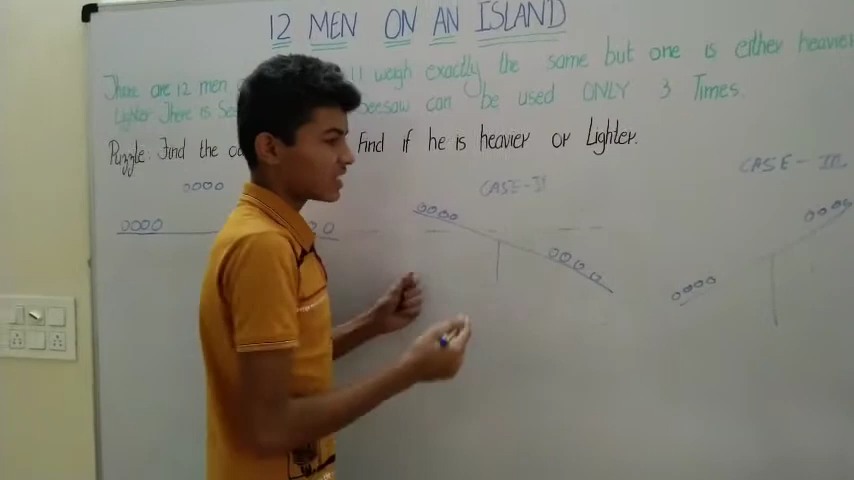 12 MEN ON AN ISLAND
There are 12 men 11 weigh exactly the same but one is either heavier
Lighter. There is See seesaw can be used ONLY 3 Times.
Puzzle: Find the o Find if he is heavier or Lighter.
CASE-II
CASE-III